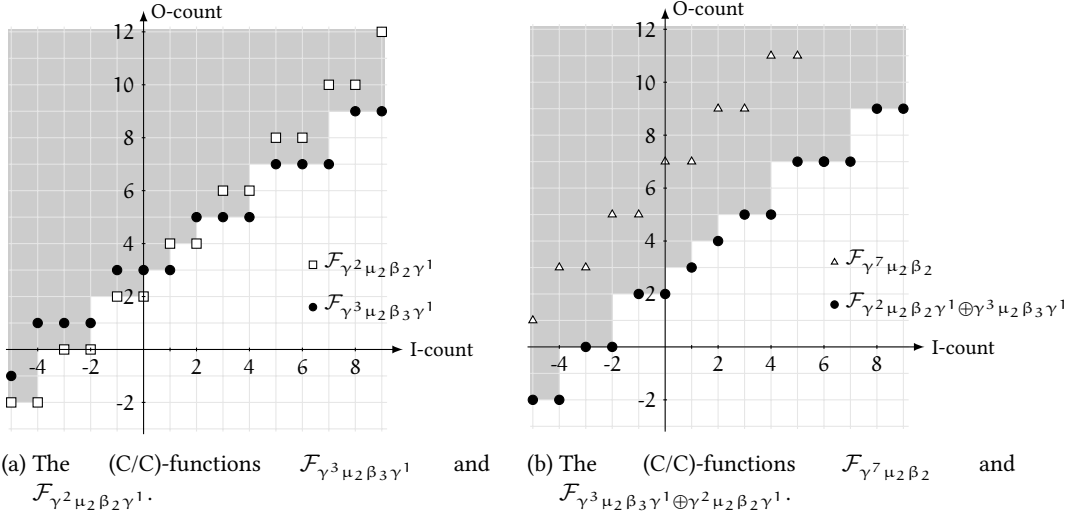 O-count
12
10
8
6
4
2
-2
-4 -2 2 4 6 8
I-count
□ ℱγ²μ₂β₂γ¹
● ℱγ³μ₂β₃γ¹
(a) The (C/C)-functions ℱγ³μ₂β₃γ¹ and
ℱγ²μ₂β₂γ¹.
O-count
12
10
8
6
4
2
-2
-4 -2 2 4 6 8
I-count
△ ℱγ⁷μ₂β₂
● ℱγ²μ₂β₂γ¹⊕γ³μ₂β₃γ¹
(b) The (C/C)-functions ℱγ⁷μ₂β₂ and
ℱγ³μ₂β₃γ¹⊕γ²μ₂β₂γ¹.